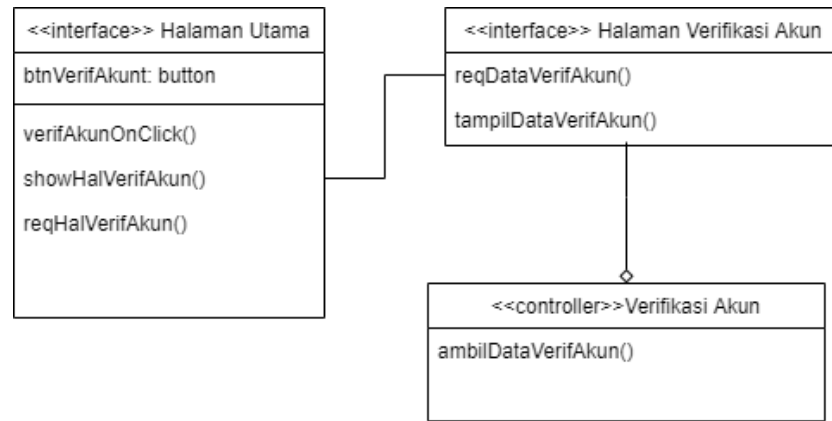 <<interface>> Halaman Utama
btnVerifAkunt: button
verifAkunOnClick()
showHalVerifAkun()
reqHalVerifAkun()
<<interface>> Halaman Verifikasi Akun
reqDataVerifAkun()
tampilDataVerifAkun()
<<controller>>Verifikasi Akun
ambilDataVerifAkun()